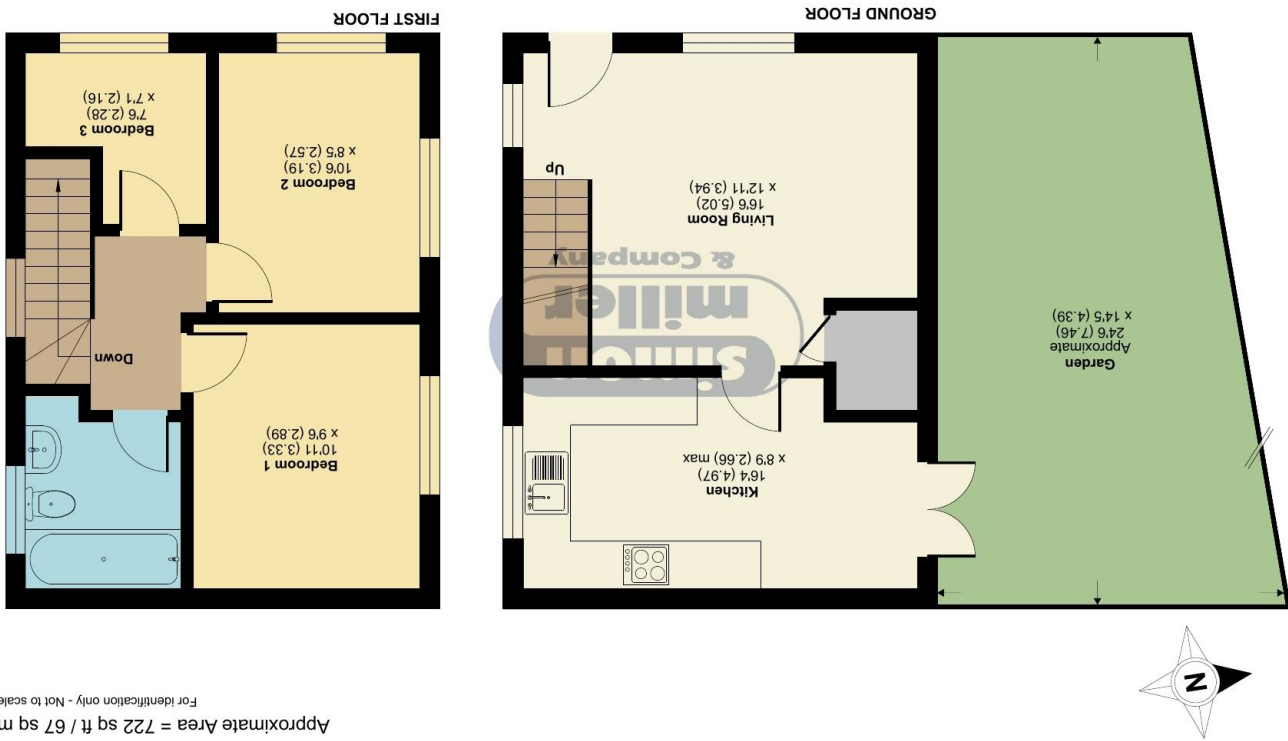 Approximate Area = 722 sq ft / 67 sq m
For identification only - Not to scale
N
Garden
Approximate
24'6 (7.46)
x 14'5 (4.39)
Kitchen
16'4 (4.97)
x 8'9 (2.66) max
Living Room
16'6 (5.02)
x 12'11 (3.94)
Up
simon
miller
& Company
GROUND FLOOR
Bedroom 1
10'11 (3.33)
x 9'6 (2.89)
Down
Bedroom 2
10'6 (3.19)
x 8'5 (2.57)
Bedroom 3
7'6 (2.28)
x 7'1 (2.16)
FIRST FLOOR